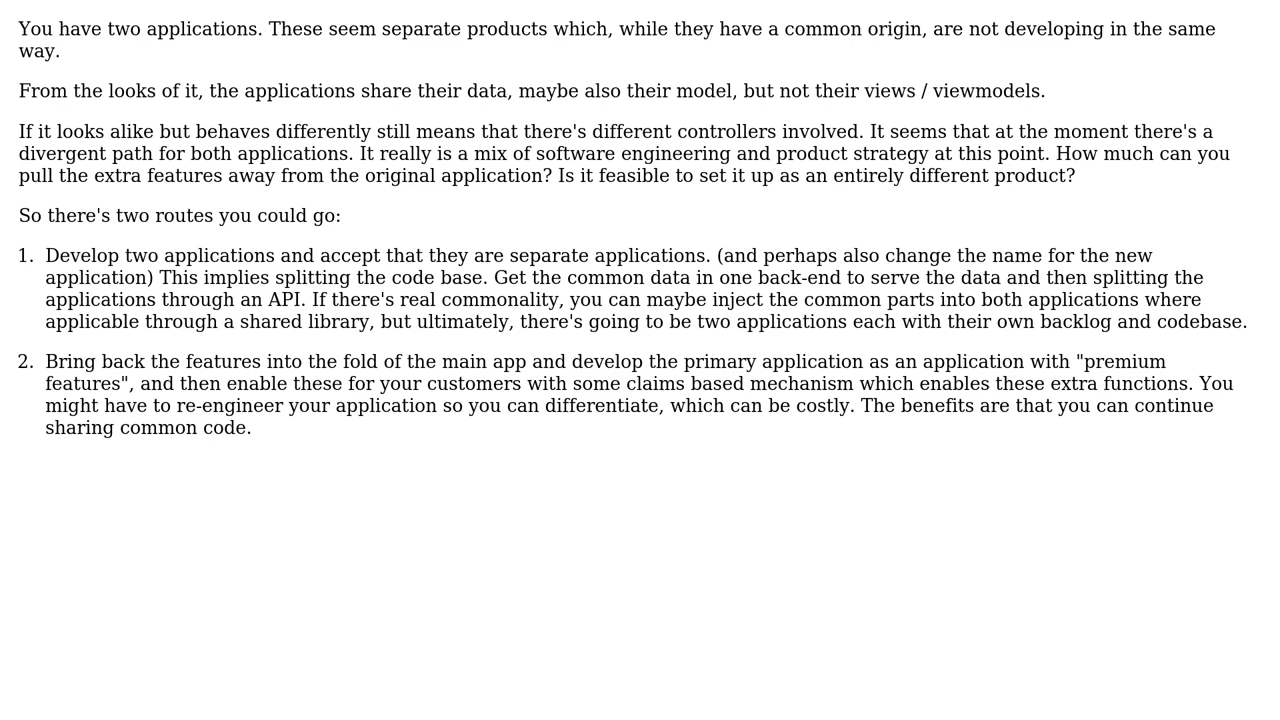 You have two applications. These seem separate products which, while they have a common origin, are not developing in the same
way.
From the looks of it, the applications share their data, maybe also their model, but not their views / viewmodels.
If it looks alike but behaves differently still means that there's different controllers involved. It seems that at the moment there's a
divergent path for both applications. It really is a mix of software engineering and product strategy at this point. How much can you
pull the extra features away from the original application? Is it feasible to set it up as an entirely different product?
So there's two routes you could go:
1. Develop two applications and accept that they are separate applications. (and perhaps also change the name for the new
application) This implies splitting the code base. Get the common data in one back-end to serve the data and then splitting the
applications through an API. If there's real commonality, you can maybe inject the common parts into both applications where
applicable through a shared library, but ultimately, there's going to be two applications each with their own backlog and codebase.
2. Bring back the features into the fold of the main app and develop the primary application as an application with "premium
features", and then enable these for your customers with some claims based mechanism which enables these extra functions. You
might have to re-engineer your application so you can differentiate, which can be costly. The benefits are that you can continue
sharing common code.